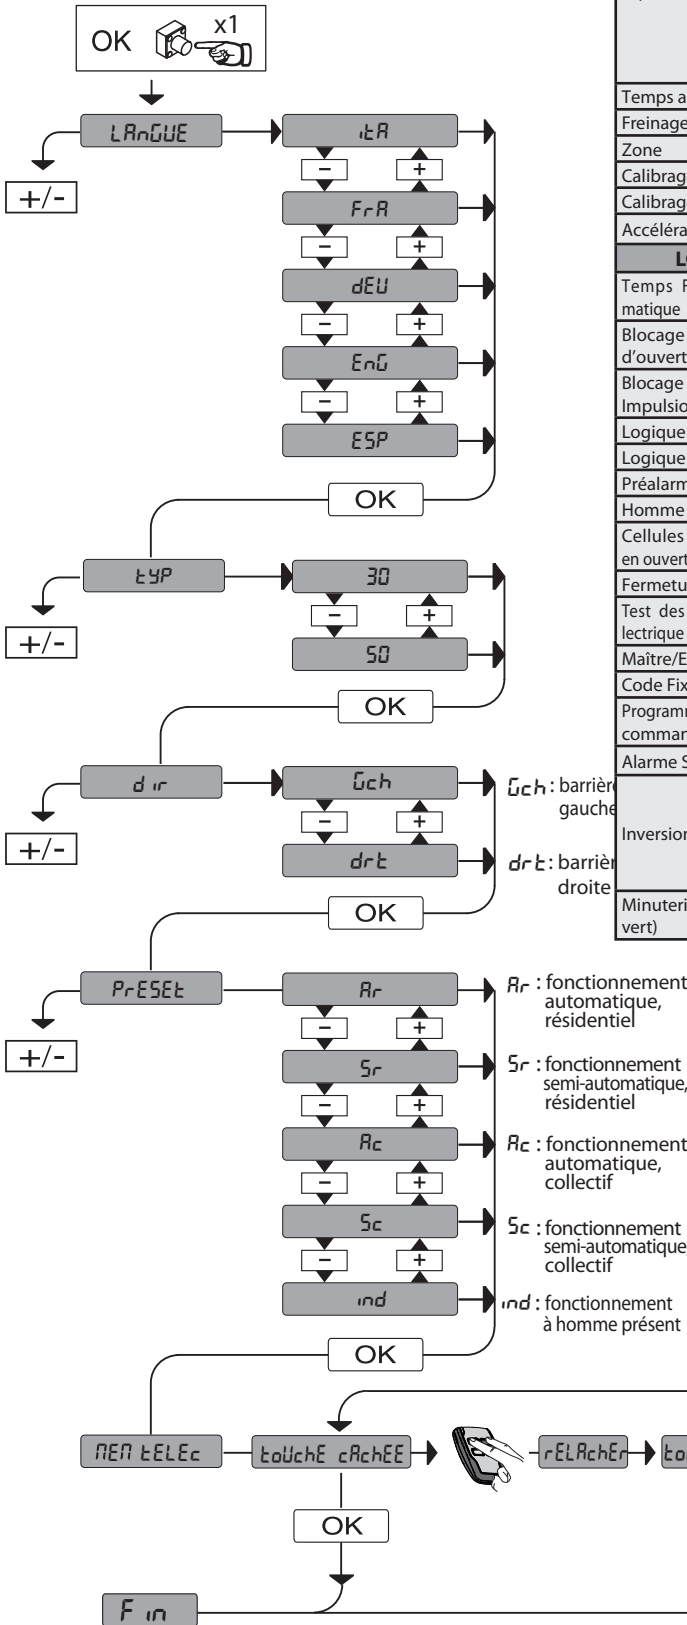 OK x1
LAnGUE
+/-
itA
- +
FrA
- +
dEU
- +
EnG
- +
ESP
OK
tYP
+/-
30
- +
50
OK
dir
+/-
Gch
- +
drt
Gch : barrière
gauche
drt : barrière
droite
OK
PrESEt
+/-
Ar
- +
Sr
- +
Ac
- +
Sc
- +
ind
Ar : fonctionnement
automatique,
résidentiel
Sr : fonctionnement
semi-automatique,
résidentiel
Ac : fonctionnement
automatique,
collectif
Sc : fonctionnement
semi-automatique,
collectif
ind : fonctionnement
à homme présent
OK
MEM tELEc
toUchE cAchEE
rELAchEr
OK
Fin
Temps a
Freinage
Zone
Calibrag
Calibrag
Accéléra
Temps
matique
Blocage
d'ouvert
Blocage
Impulsio
Logique
Logique
Préalarm
Homme
Cellules
en ouvert
Fermetu
Test des
lectrique
Maître/E
Code Fix
Program
comman
Alarme S
Inversion
Minuteri
vert)